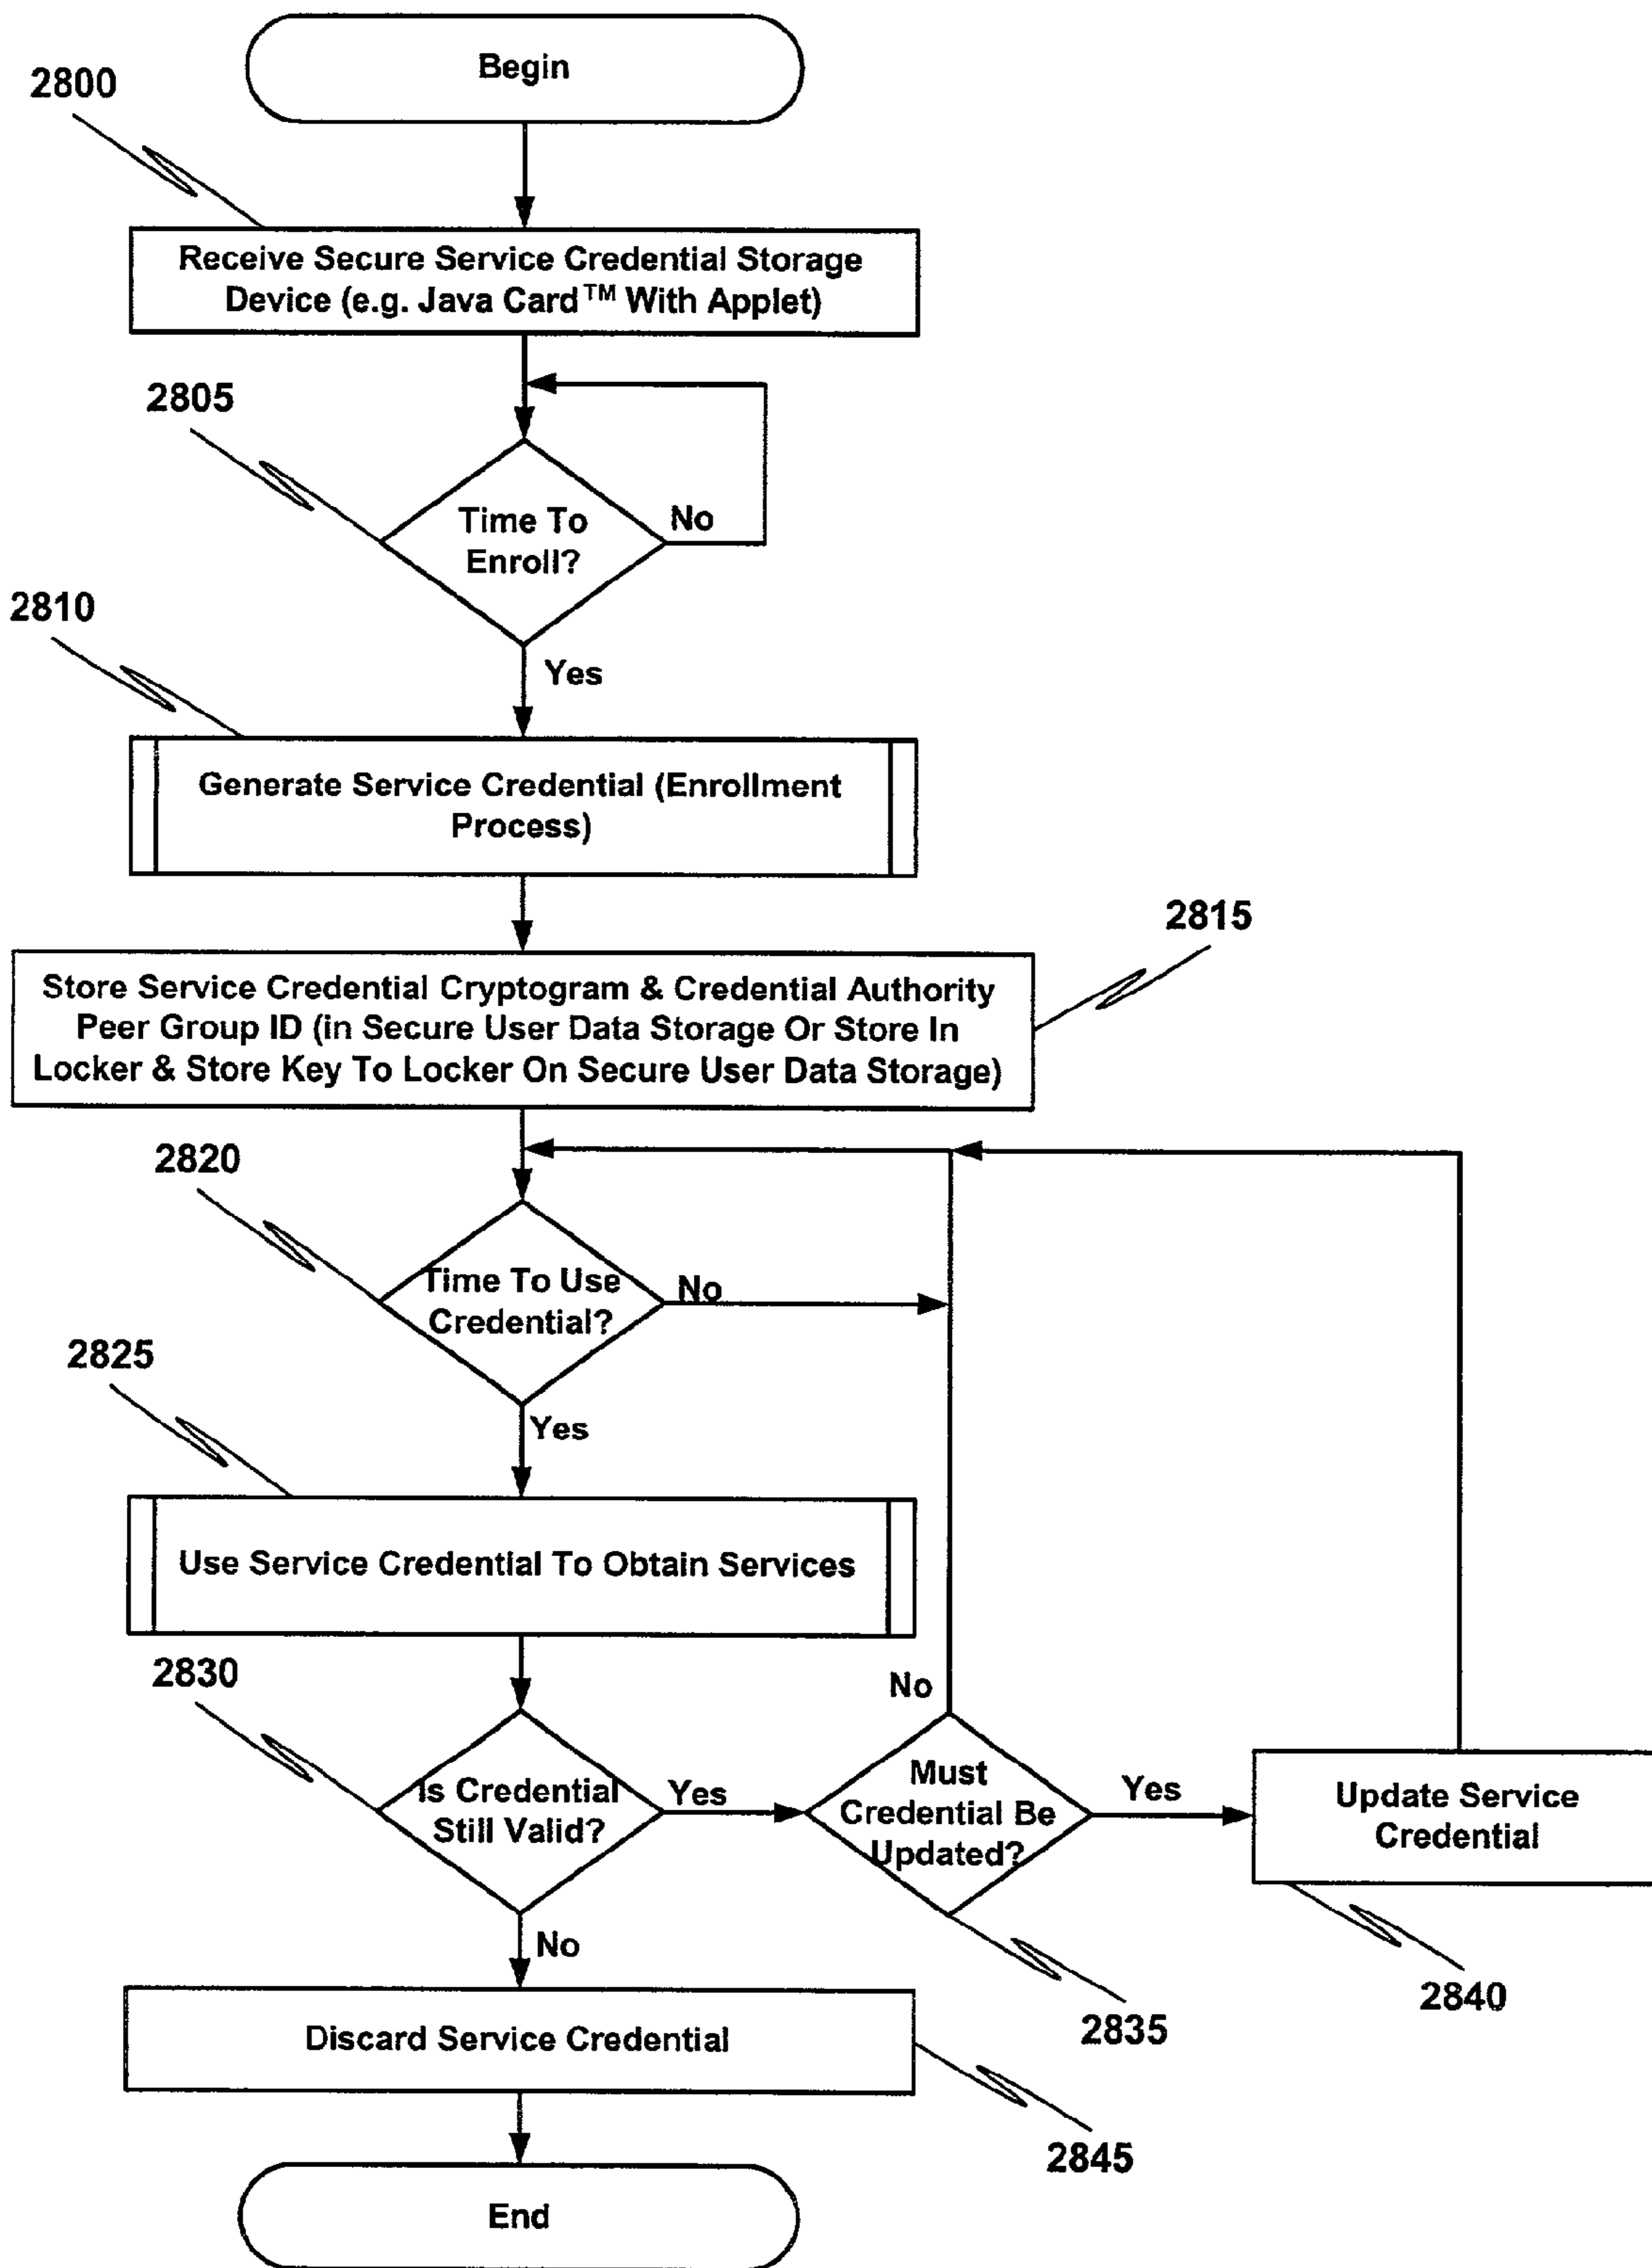 Begin
2800
Receive Secure Service Credential Storage
Device (e.g. Java Card™ With Applet)
2805
Time To
Enroll?
No
2810
Yes
Generate Service Credential (Enrollment
Process)
2815
Store Service Credential Cryptogram & Credential Authority
Peer Group ID (in Secure User Data Storage Or Store In
Locker & Store Key To Locker On Secure User Data Storage)
2820
Time To Use
Credential?
No
2825
Yes
Use Service Credential To Obtain Services
2830
No
Is Credential
Still Valid?
Yes
Must
Credential Be
Updated?
Yes
Update Service
Credential
No
2835
2840
Discard Service Credential
2845
End